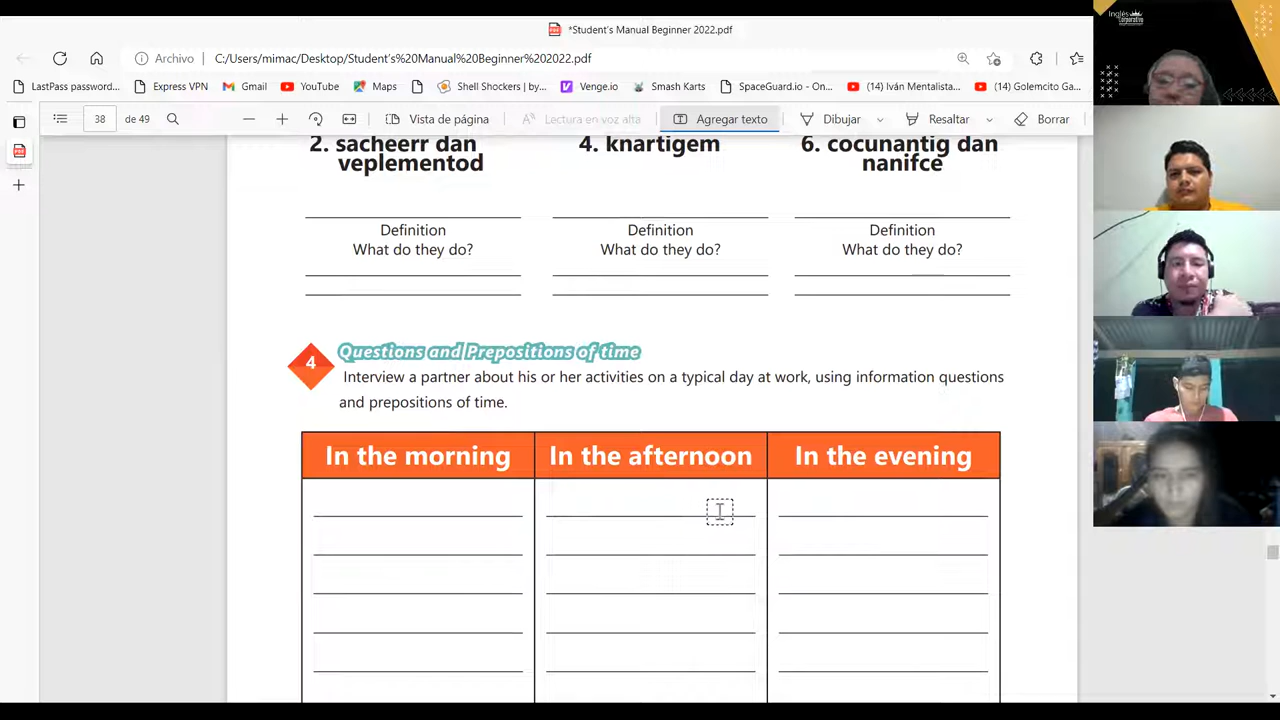 *Student's Manual Beginner 2022.pdf
Archivo C:/Users/mimac/Desktop/Student's%20Manual%20Beginner%202022.pdf
LastPass password... Express VPN Gmail YouTube Maps Shell Shockers | by... Venge.io Smash Karts SpaceGuard.io - On... (14) Iván Mentalista... (14) Golemcito Ga...
38 de 49 Vista de página Lectura en voz alta Agregar texto Dibujar Resaltar Borrar
2. sacheerr dan
veplementod
4. knartigem
6. cocunantig dan
nanifce
Definition
What do they do?
Definition
What do they do?
Definition
What do they do?
4 Questions and Prepositions of time
Interview a partner about his or her activities on a typical day at work, using information questions
and prepositions of time.
In the morning In the afternoon In the evening
Inglés
Corporativo